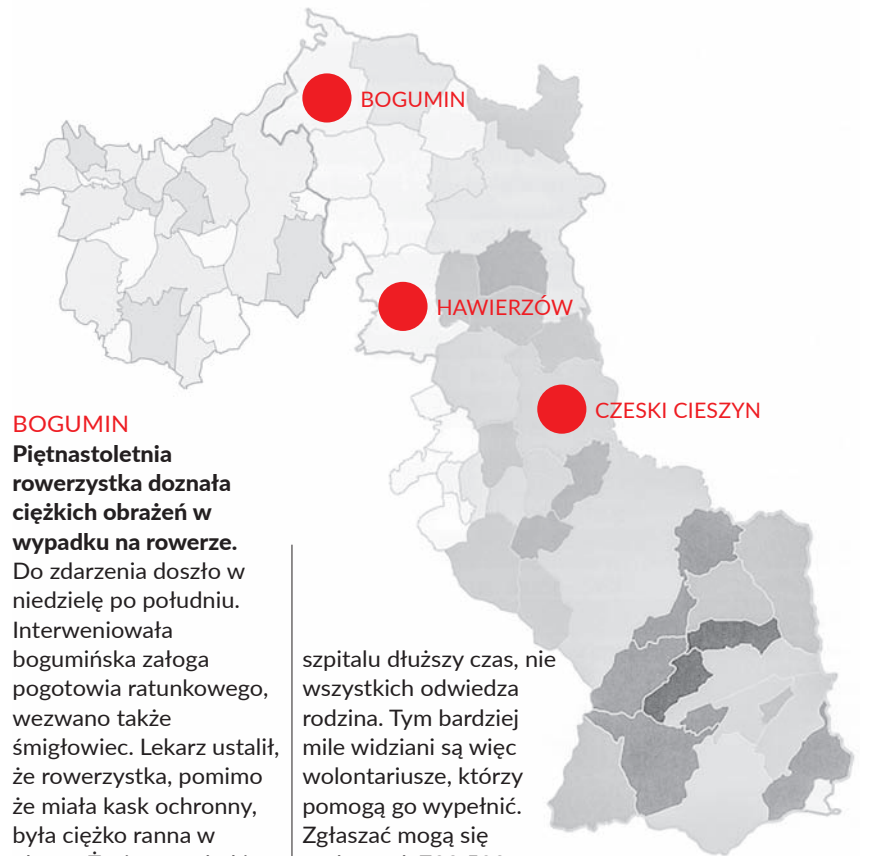 BOGUMIN
HAWIERZÓW
CZESKI CIESZYN
BOGUMIN
Piętnastoletnia
rowerzystka doznała
ciężkich obrażeń w
wypadku na rowerze.
Do zdarzenia doszło w
niedzielę po południu.
Interweniowała
bogumińska załoga
pogotowia ratunkowego,
wezwano także
śmigłowiec. Lekarz ustalił,
że rowerzystka, pomimo
że miała kask ochronny,
była ciężko ranna w
szpitalu dłuższy czas, nie
wszystkich odwiedza
rodzina. Tym bardziej
mile widziani są więc
wolontariusze, którzy
pomogą go wypełnić.
Zgłaszać mogą się